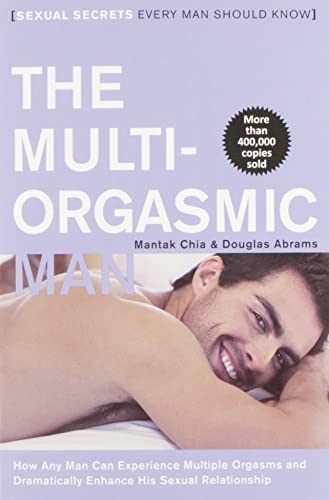 [SEXUAL SECRETS EVERY MAN SHOULD KNOW]
THE
MULTI-
ORGASMIC
MAN
More
than
400,000
copies
sold
Mantak Chia & Douglas Abrams
How Any Man Can Experience Multiple Orgasms and
Dramatically Enhance His Sexual Relationship